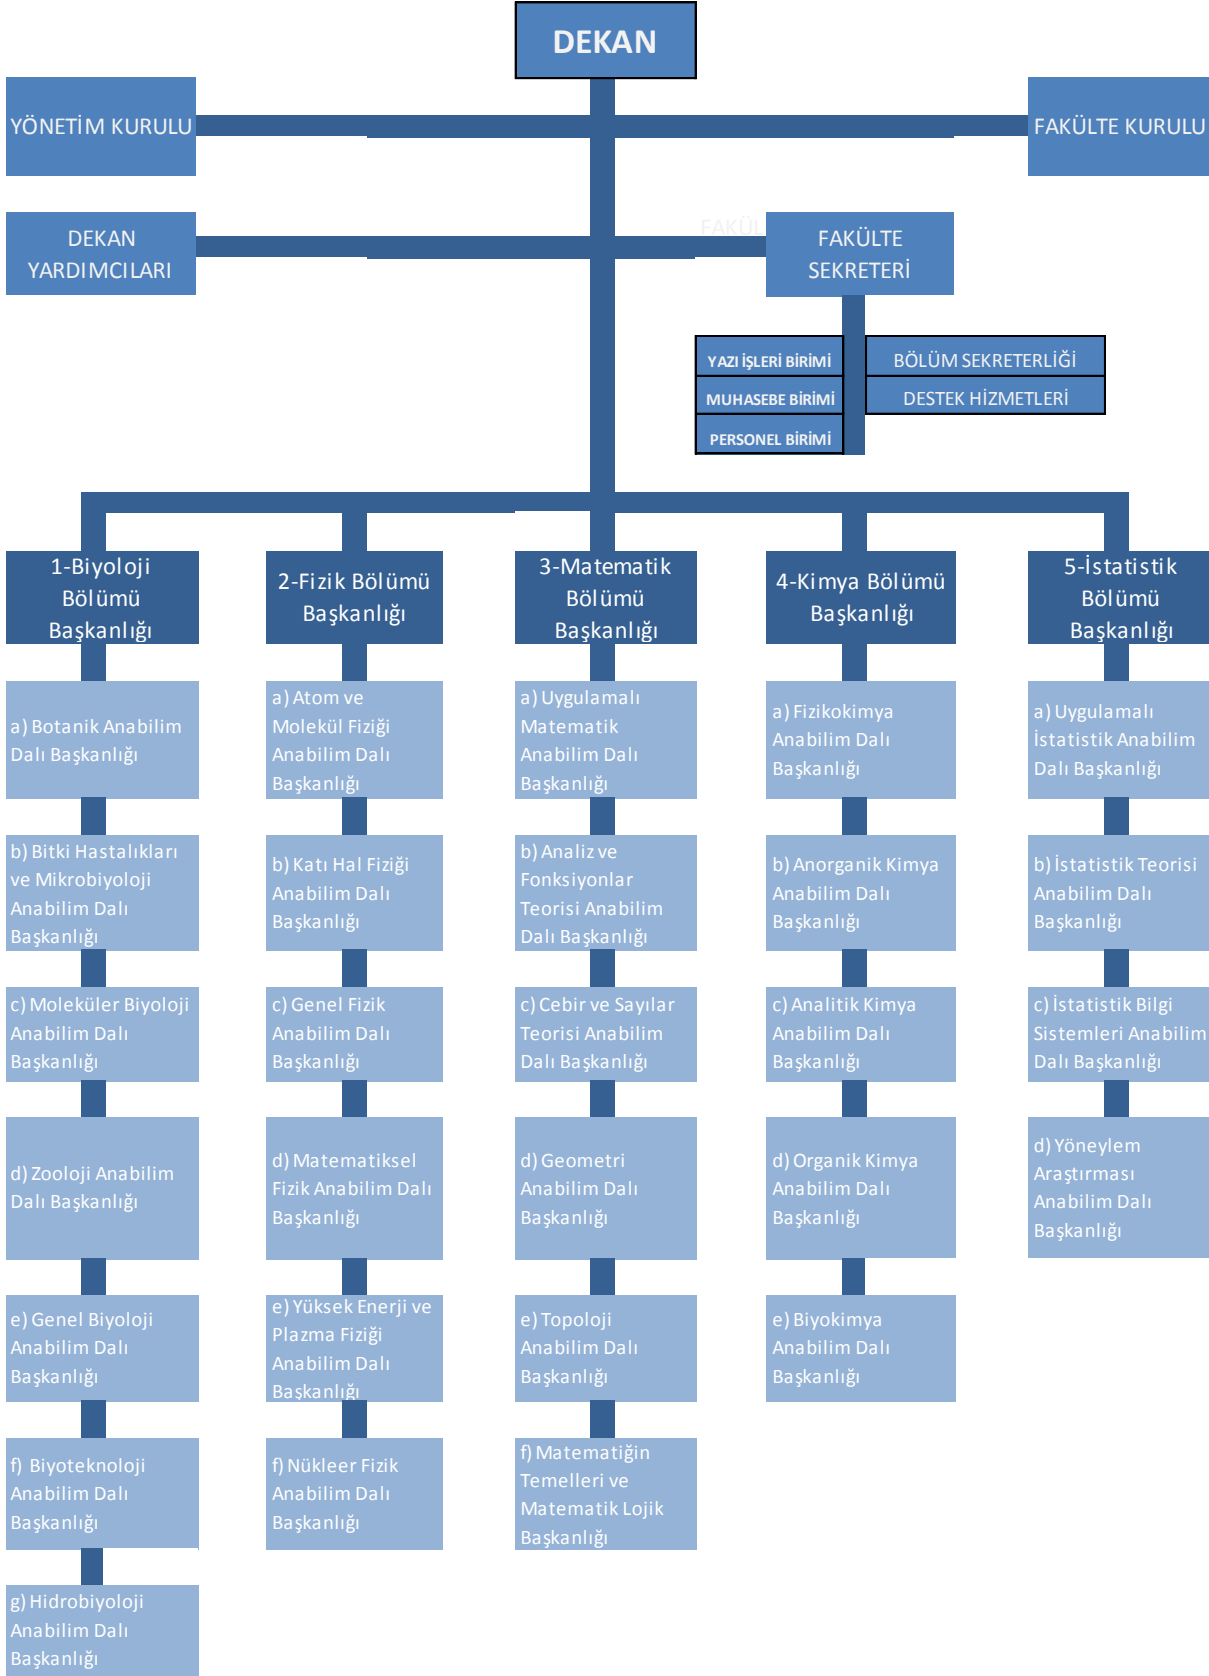 DEKAN
YÖNETİM KURULU
FAKÜLTE KURULU
DEKAN
YARDIMCILARI
FAKÜL
FAKÜLTE
SEKRETERİ
YAZI İŞLERİ BİRİMİ
BÖLÜM SEKRETERLİĞİ
MUHASEBE BİRİMİ
DESTEK HİZMETLERİ
PERSONEL BİRİMİ
1-Biyoloji
Bölümü
Başkanlığı
2-Fizik Bölümü
Başkanlığı
3-Matematik
Bölümü
Başkanlığı
4-Kimya Bölümü
Başkanlığı
5-İstatistik
Bölümü
Başkanlığı
a) Botanik Anabilim
Dalı Başkanlığı
a) Atom ve
Molekül Fiziği
Anabilim Dalı
Başkanlığı
a) Uygulamalı
Matematik
Anabilim Dalı
Başkanlığı
a) Fizikokimya
Anabilim Dalı
Başkanlığı
a) Uygulamalı
İstatistik Anabilim
Dalı Başkanlığı
b) Bitki Hastalıkları
ve Mikrobiyoloji
Anabilim Dalı
Başkanlığı
b) Katı Hal Fiziği
Anabilim Dalı
Başkanlığı
b) Analiz ve
Fonksiyonlar
Teorisi Anabilim
Dalı Başkanlığı
b) Anorganik Kimya
Anabilim Dalı
Başkanlığı
b) İstatistik Teorisi
Anabilim Dalı
Başkanlığı
c) Moleküler Biyoloji
Anabilim Dalı
Başkanlığı
c) Genel Fizik
Anabilim Dalı
Başkanlığı
c) Cebir ve Sayılar
Teorisi Anabilim
Dalı Başkanlığı
c) Analitik Kimya
Anabilim Dalı
Başkanlığı
c) İstatistik Bilgi
Sistemleri Anabilim
Dalı Başkanlığı
d) Zooloji Anabilim
Dalı Başkanlığı
d) Matematiksel
Fizik Anabilim Dalı
Başkanlığı
d) Geometri
Anabilim Dalı
Başkanlığı
d) Organik Kimya
Anabilim Dalı
Başkanlığı
d) Yöneylem
Araştırması
Anabilim Dalı
Başkanlığı
e) Genel Biyoloji
Anabilim Dalı
Başkanlığı
e) Yüksek Enerji ve
Plazma Fiziği
Anabilim Dalı
Başkanlığı
e) Topoloji
Anabilim Dalı
Başkanlığı
e) Biyokimya
Anabilim Dalı
Başkanlığı
f) Biyoteknoloji
Anabilim Dalı
Başkanlığı
f) Nükleer Fizik
Anabilim Dalı
Başkanlığı
f) Matematiğin
Temelleri ve
Matematik Lojik
Başkanlığı
g) Hidrobiyoloji
Anabilim Dalı
Başkanlığı